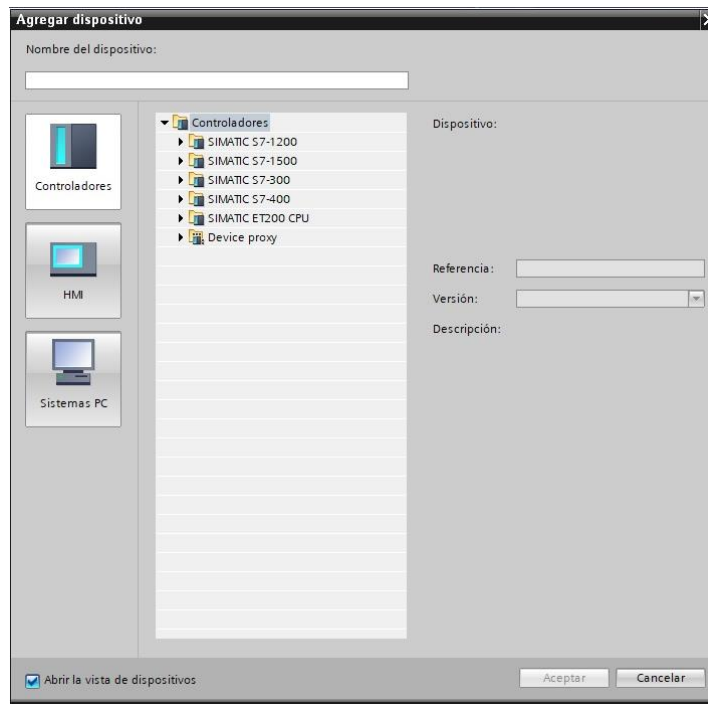 Agregar dispositivo
Nombre del dispositivo:
Controladores
HMI
Sistemas PC
Controladores
SIMATIC S7-1200
SIMATIC S7-1500
SIMATIC S7-300
SIMATIC S7-400
SIMATIC ET200 CPU
Device proxy
Dispositivo:
Referencia:
Versión:
Descripción:
Abrir la vista de dispositivos
Aceptar
Cancelar